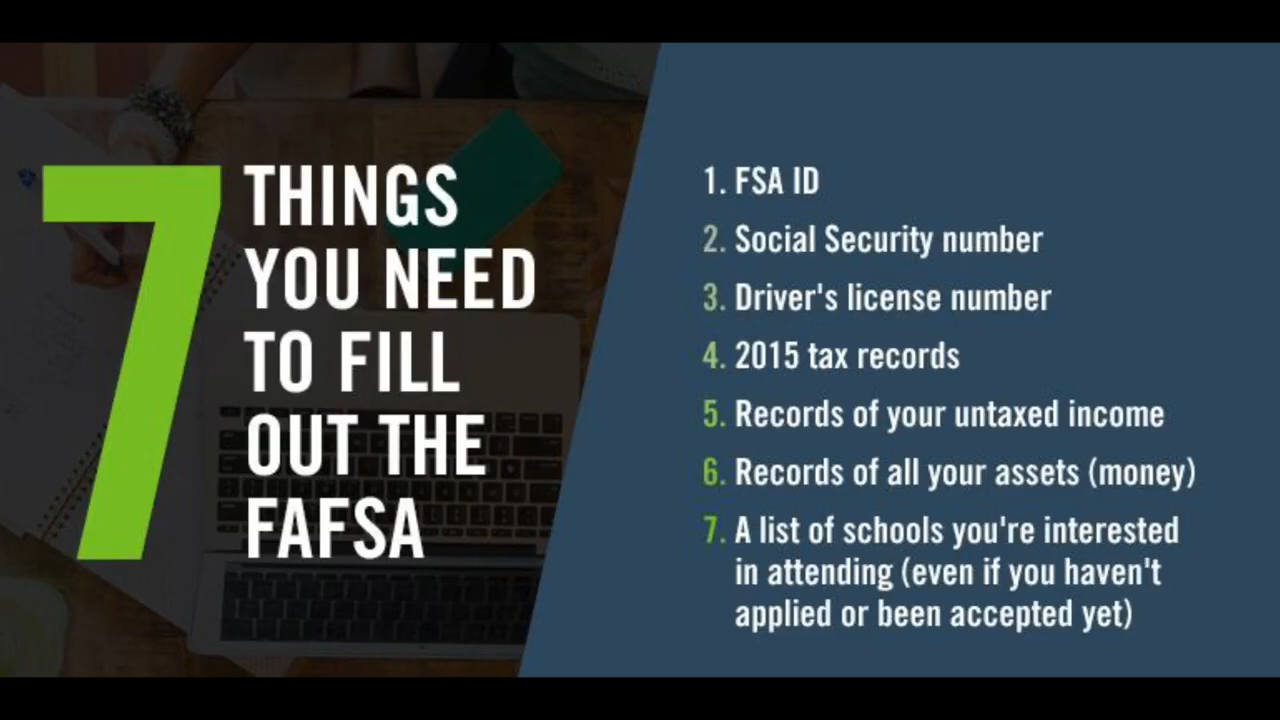 7
THINGS
YOU NEED
TO FILL
OUT THE
FAFSA
1. FSA ID
2. Social Security number
3. Driver's license number
4. 2015 tax records
5. Records of your untaxed income
6. Records of all your assets (money)
7. A list of schools you're interested
in attending (even if you haven't
applied or been accepted yet)